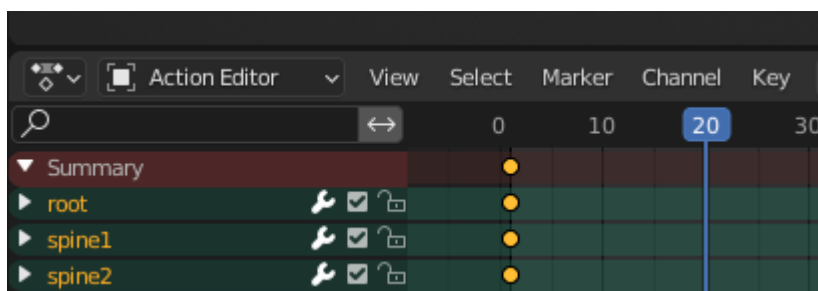 Action Editor View Select Marker Channel Key
0 10 20 30
Summary
root
spine1
spine2